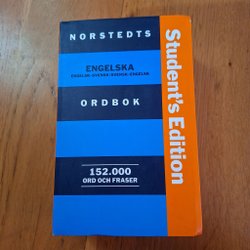 NORSTEDTS
ENGELSKA
ENGELSK-SVENSK SVENSK-ENGELSK
ORDBOK
152.000
ORD OCH FRASER
Student's Edition